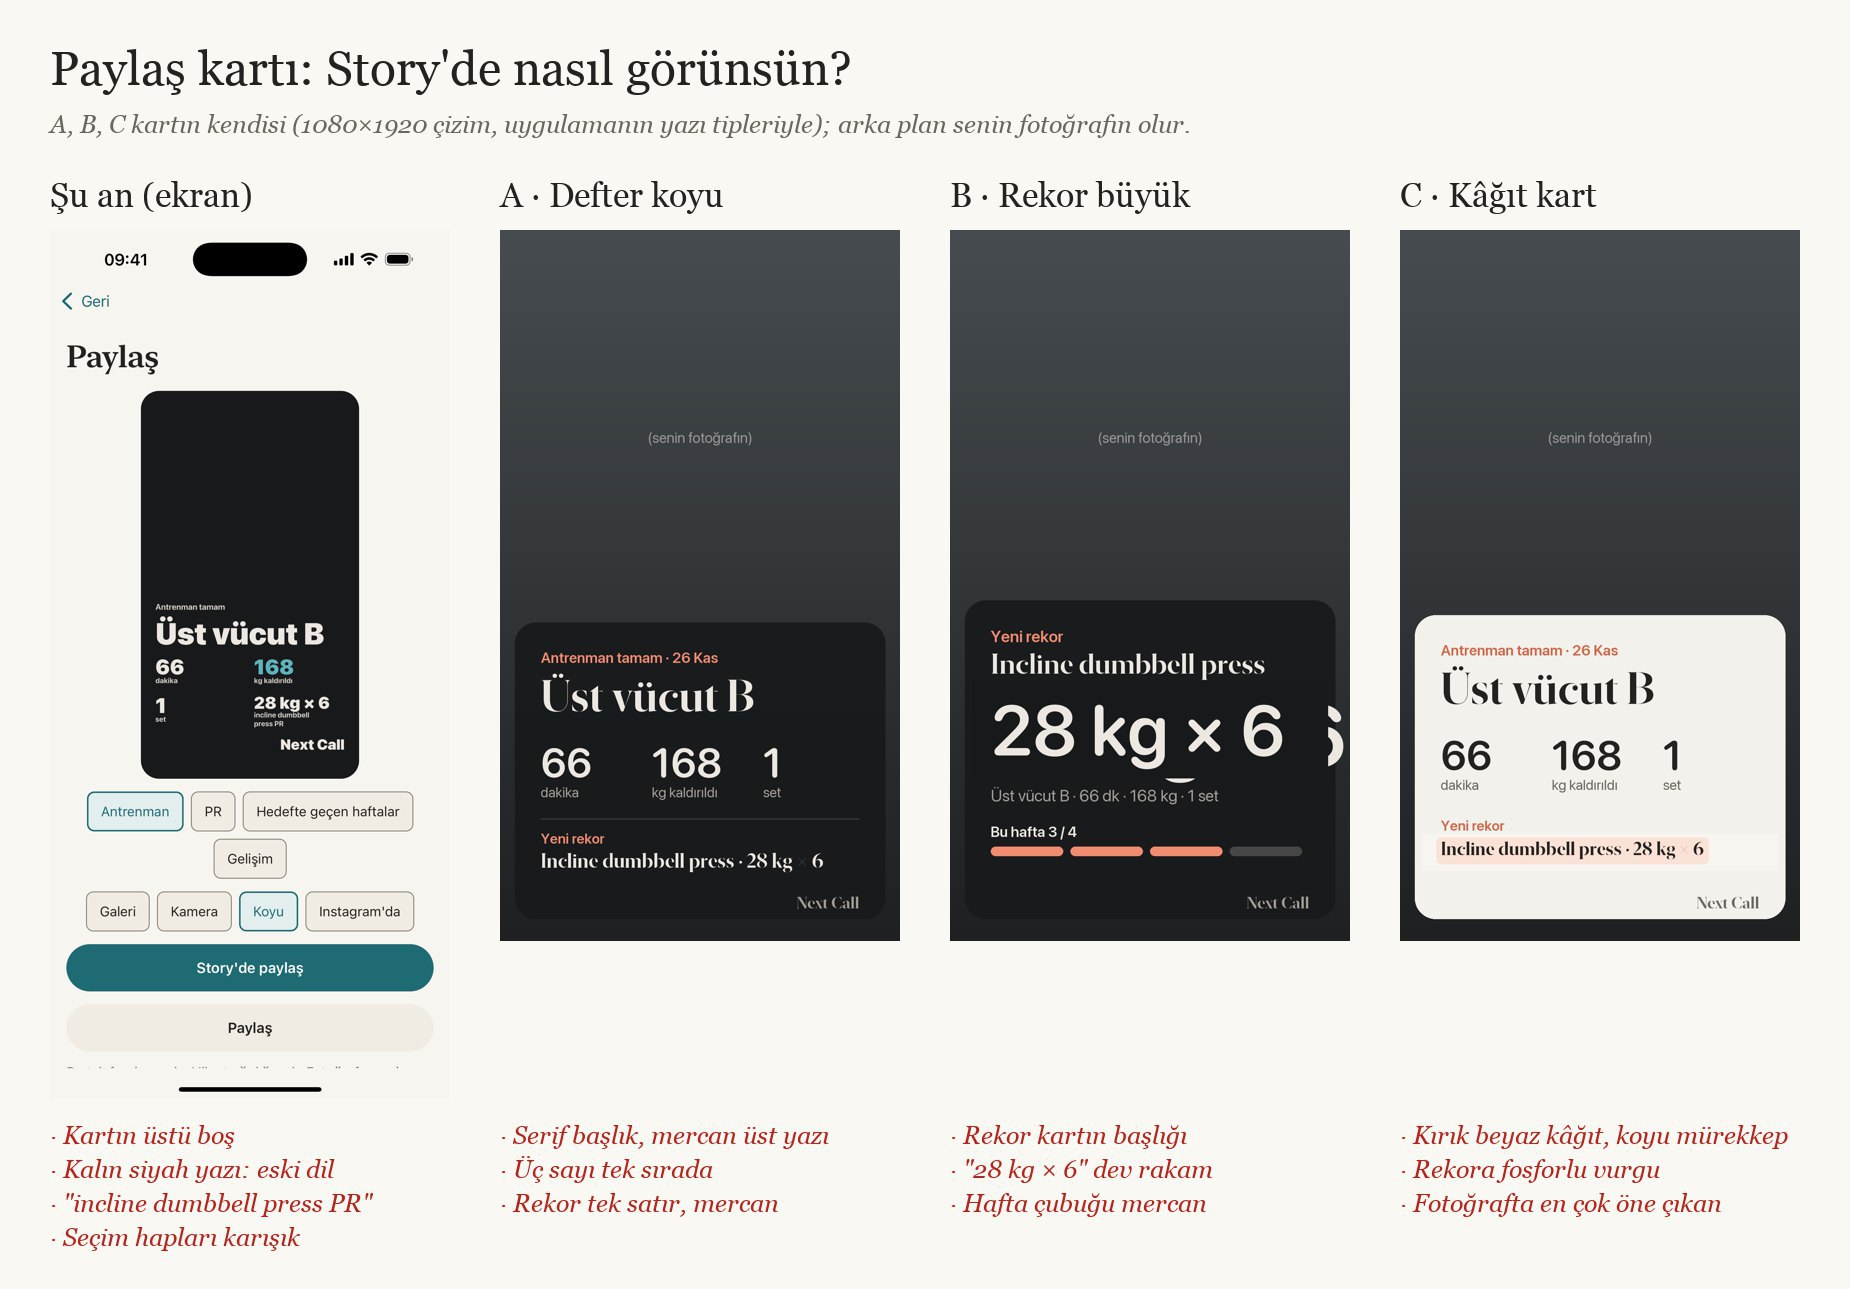 Paylaş kartı: Story'de nasıl görünsün?
A, B, C kartın kendisi (1080×1920 çizim, uygulamanın yazı tipleriyle); arka plan senin fotoğrafın olur.
Şu an (ekran)
09:41
Geri
Paylaş
Antrenman tamam
Üst vücut B
66 168
dakika kg kaldırıldı
1 28 kg × 6
set incline dumbbell
press PR
Next Call
Antrenman PR Hedefte geçen haftalar
Gelişim
Galeri Kamera Koyu Instagram'da
Story'de paylaş
Paylaş
· Kartın üstü boş
· Kalın siyah yazı: eski dil
· "incline dumbbell press PR"
· Seçim hapları karışık
A · Defter koyu
(senin fotoğrafın)
Antrenman tamam · 26 Kas
Üst vücut B
66 168 1
dakika kg kaldırıldı set
Yeni rekor
Incline dumbbell press · 28 kg × 6
Next Call
· Serif başlık, mercan üst yazı
· Üç sayı tek sırada
· Rekor tek satır, mercan
B · Rekor büyük
(senin fotoğrafın)
Yeni rekor
Incline dumbbell press
28 kg × 6
Üst vücut B · 66 dk · 168 kg · 1 set
Bu hafta 3 / 4
Next Call
· Rekor kartın başlığı
· "28 kg × 6" dev rakam
· Hafta çubuğu mercan
C · Kâğıt kart
(senin fotoğrafın)
Antrenman tamam · 26 Kas
Üst vücut B
66 168 1
dakika kg kaldırıldı set
Yeni rekor
Incline dumbbell press · 28 kg × 6
Next Call
· Kırık beyaz kâğıt, koyu mürekkep
· Rekora fosforlu vurgu
· Fotoğrafta en çok öne çıkan